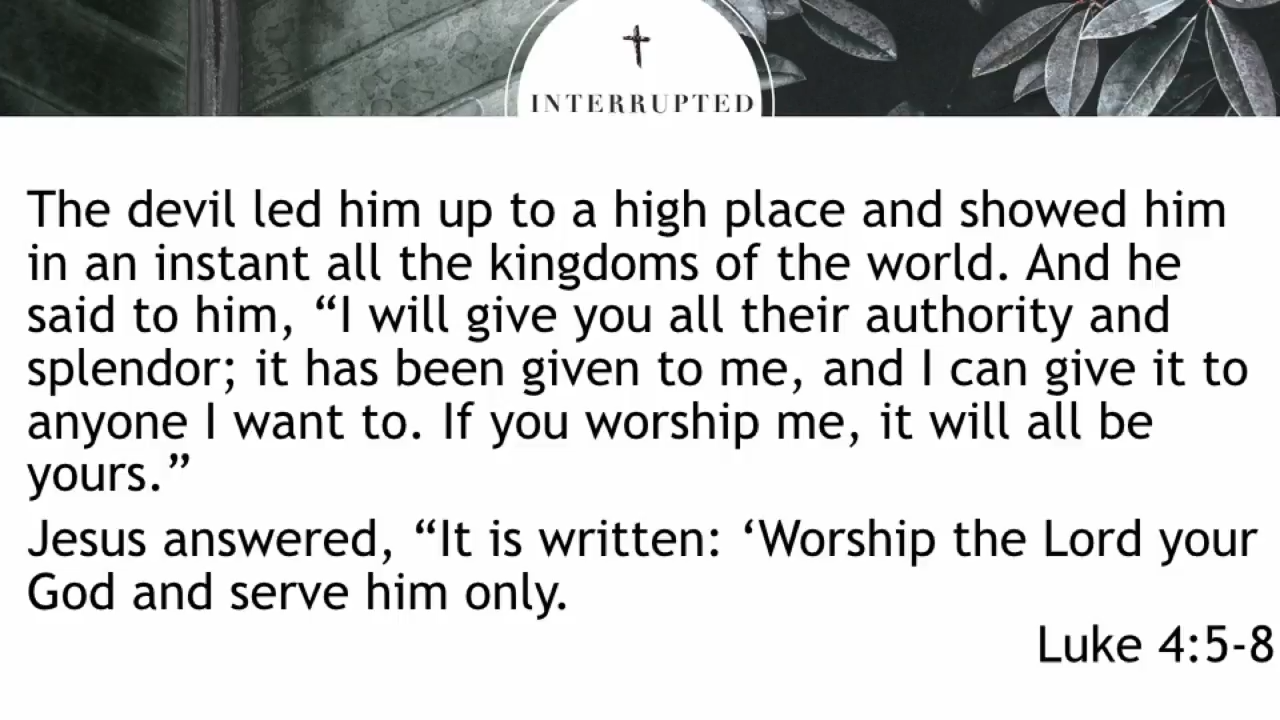 INTERRUPTED
The devil led him up to a high place and showed him
in an instant all the kingdoms of the world. And he
said to him, “I will give you all their authority and
splendor; it has been given to me, and I can give it to
anyone I want to. If you worship me, it will all be
yours.”
Jesus answered, “It is written: ‘Worship the Lord your
God and serve him only.
Luke 4:5-8